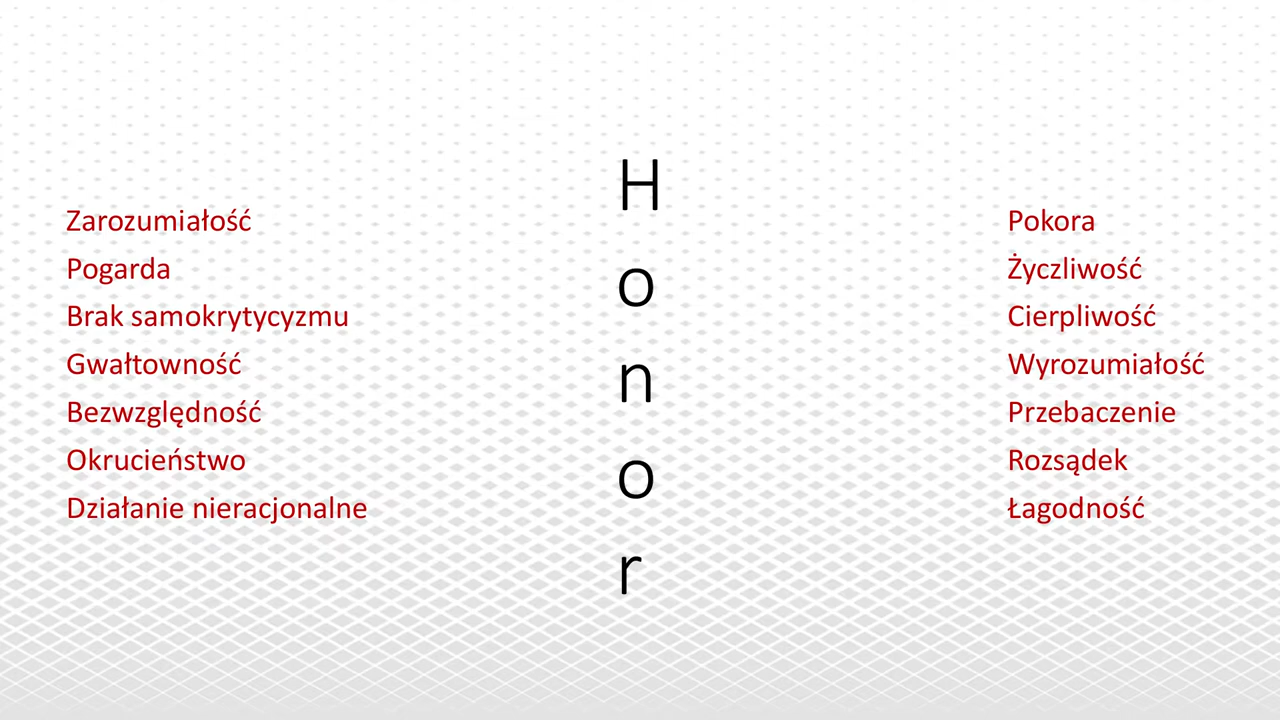 Zarozumiałość
Pogarda
Brak samokrytycyzmu
Gwałtowność
Bezwzględność
Okrucieństwo
Działanie nieracjonalne
H
o
n
o
r
Pokora
Życzliwość
Cierpliwość
Wyrozumiałość
Przebaczenie
Rozsądek
Łagodność